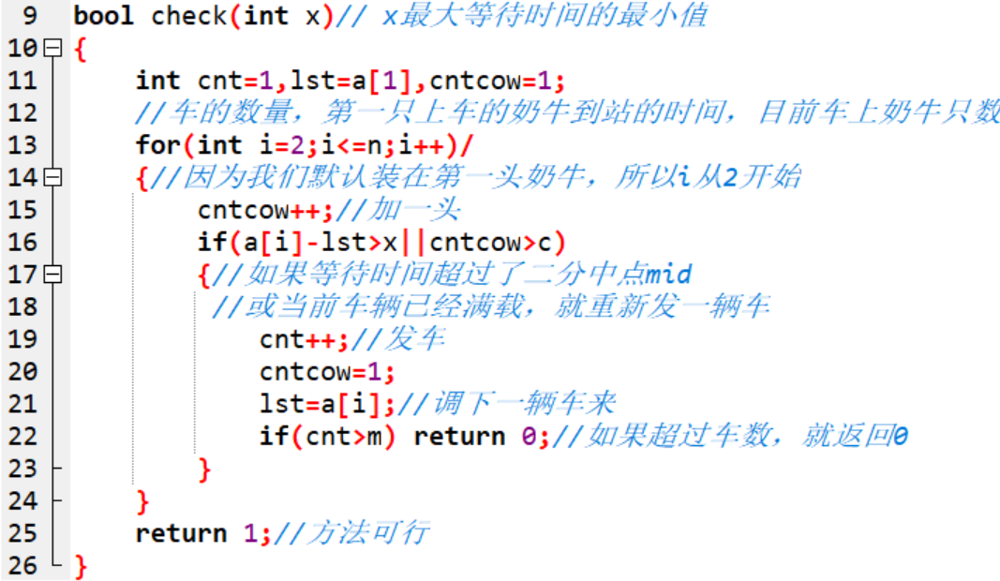 9 bool check(int x)// x最大等待时间的最小值
10 {
11 int cnt=1,lst=a[1],cntcow=1;
12 //车的数量，第一只上车的奶牛到站的时间，目前车上奶牛只数
13 for(int i=2;i<=n;i++)/
14 {//因为我们默认装在第一头奶牛，所以i从2开始
15 cntcow++;//加一头
16 if(a[i]-lst>x||cntcow>c)
17 {//如果等待时间超过了二分中点mid
18 //或当前车辆已经满载，就重新发一辆车
19 cnt++;//发车
20 cntcow=1;
21 lst=a[i];//调下一辆车来
22 if(cnt>m) return 0;//如果超过车数，就返回0
23 }
24 }
25 return 1;//方法可行
26 }